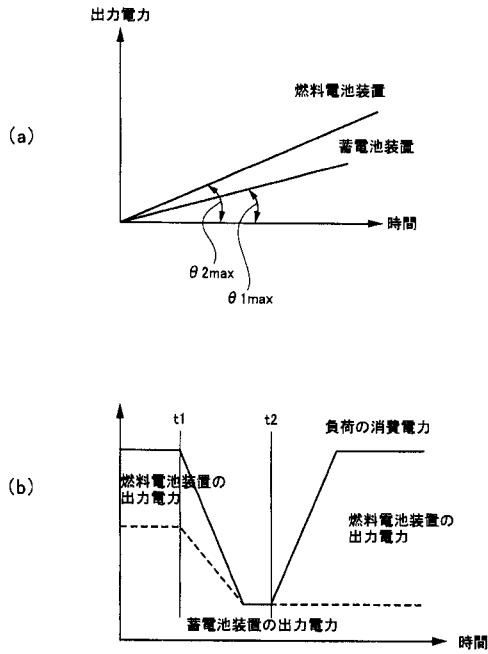 出力電力
(a)
燃料電池装置
蓄電池装置
時間
θ2max
θ1max
t1
t2
負荷の消費電力
(b)
燃料電池装置の
出力電力
燃料電池装置の
出力電力
蓄電池装置の出力電力
時間